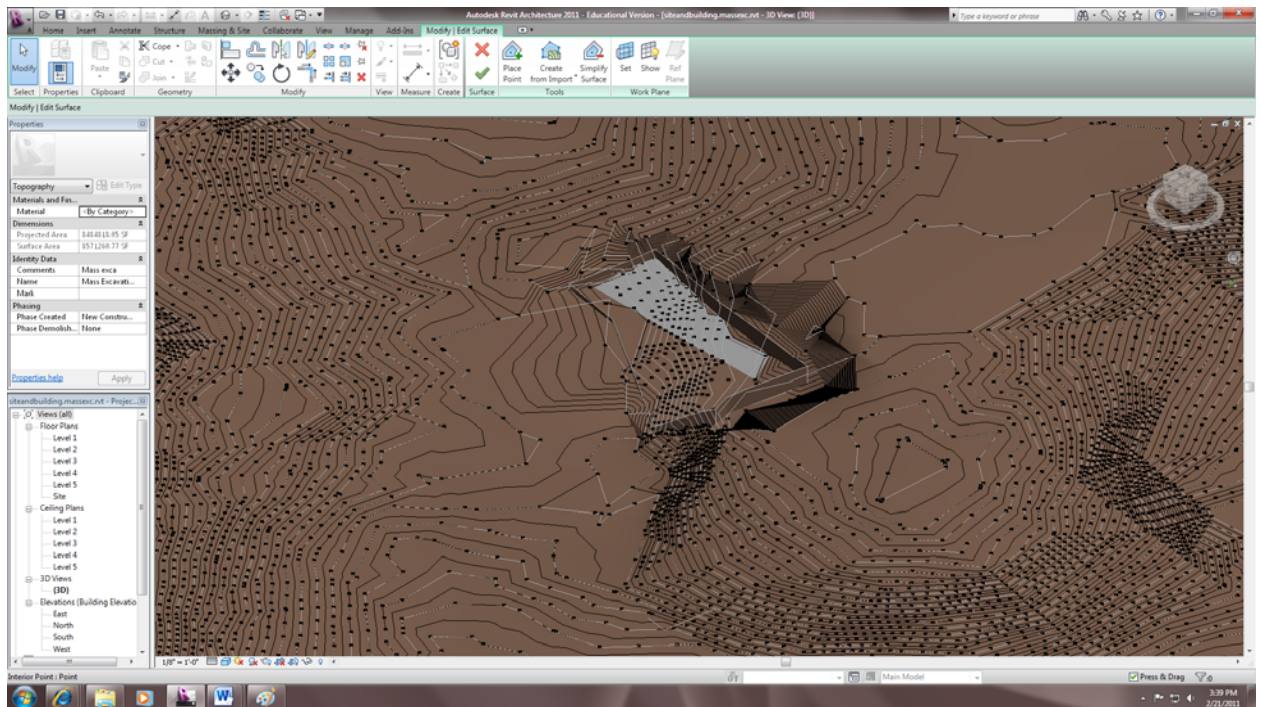 Autodesk Revit Architecture 2011 - Educational Version - [siteandbuilding.massexc.rvt - 3D View: {3D}]
Type a keyword or phrase
Home Insert Annotate Structure Massing & Site Collaborate View Manage Add-Ins Modify | Edit Surface
Modify Paste Cope Cut Join Place Point Create from Import Simplify Surface Set Show Ref Plane
Select Properties Clipboard Geometry Modify View Measure Create Surface Tools Work Plane
Modify | Edit Surface
Properties
Topography Edit Type
Materials and Fin...
Material <By Category>
Dimensions
Projected Area
Surface Area
Identity Data
Comments Mass exca
Name Mass Excavati...
Mark
Phasing
Phase Created New Constru...
Phase Demolish... None
Properties help Apply
siteandbuilding.massexc.rvt - Projec...
Views (all)
Floor Plans
Level 1
Level 2
Level 3
Level 4
Level 5
Site
Ceiling Plans
Level 1
Level 2
Level 3
Level 4
Level 5
3D Views
{3D}
Elevations (Building Elevatio
East
North
South
West
1/8" = 1'-0"
Interior Point : Point
Main Model
Press & Drag
:0
3:39 PM
2/21/2011